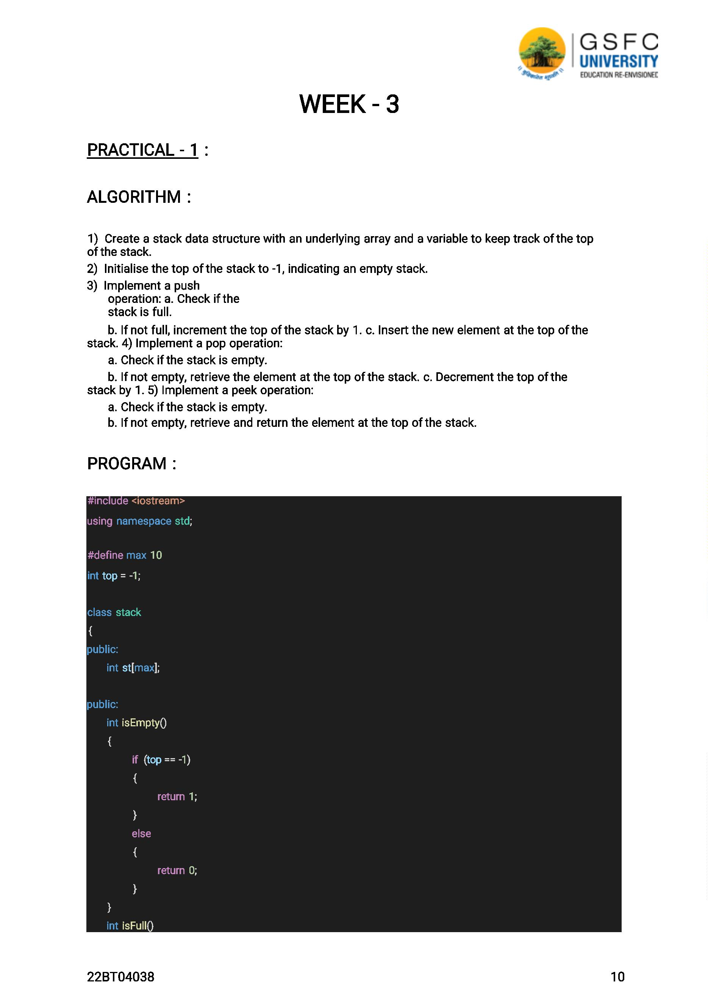 GSFC
UNIVERSITY
EDUCATION RE-ENVISIONED
WEEK - 3
PRACTICAL - 1 :
ALGORITHM :
1) Create a stack data structure with an underlying array and a variable to keep track of the top
of the stack.
2) Initialise the top of the stack to -1, indicating an empty stack.
3) Implement a push
operation: a. Check if the
stack is full.
b. If not full, increment the top of the stack by 1. c. Insert the new element at the top of the
stack. 4) Implement a pop operation:
a. Check if the stack is empty.
b. If not empty, retrieve the element at the top of the stack. c. Decrement the top of the
stack by 1. 5) Implement a peek operation:
a. Check if the stack is empty.
b. If not empty, retrieve and return the element at the top of the stack.
PROGRAM :
#include <iostream>
using namespace std;
#define max 10
int top = -1;
class stack
{
public:
int st[max];
public:
int isEmpty()
{
if (top == -1)
{
return 1;
}
else
{
return 0;
}
}
int isFull()
22BT04038
10